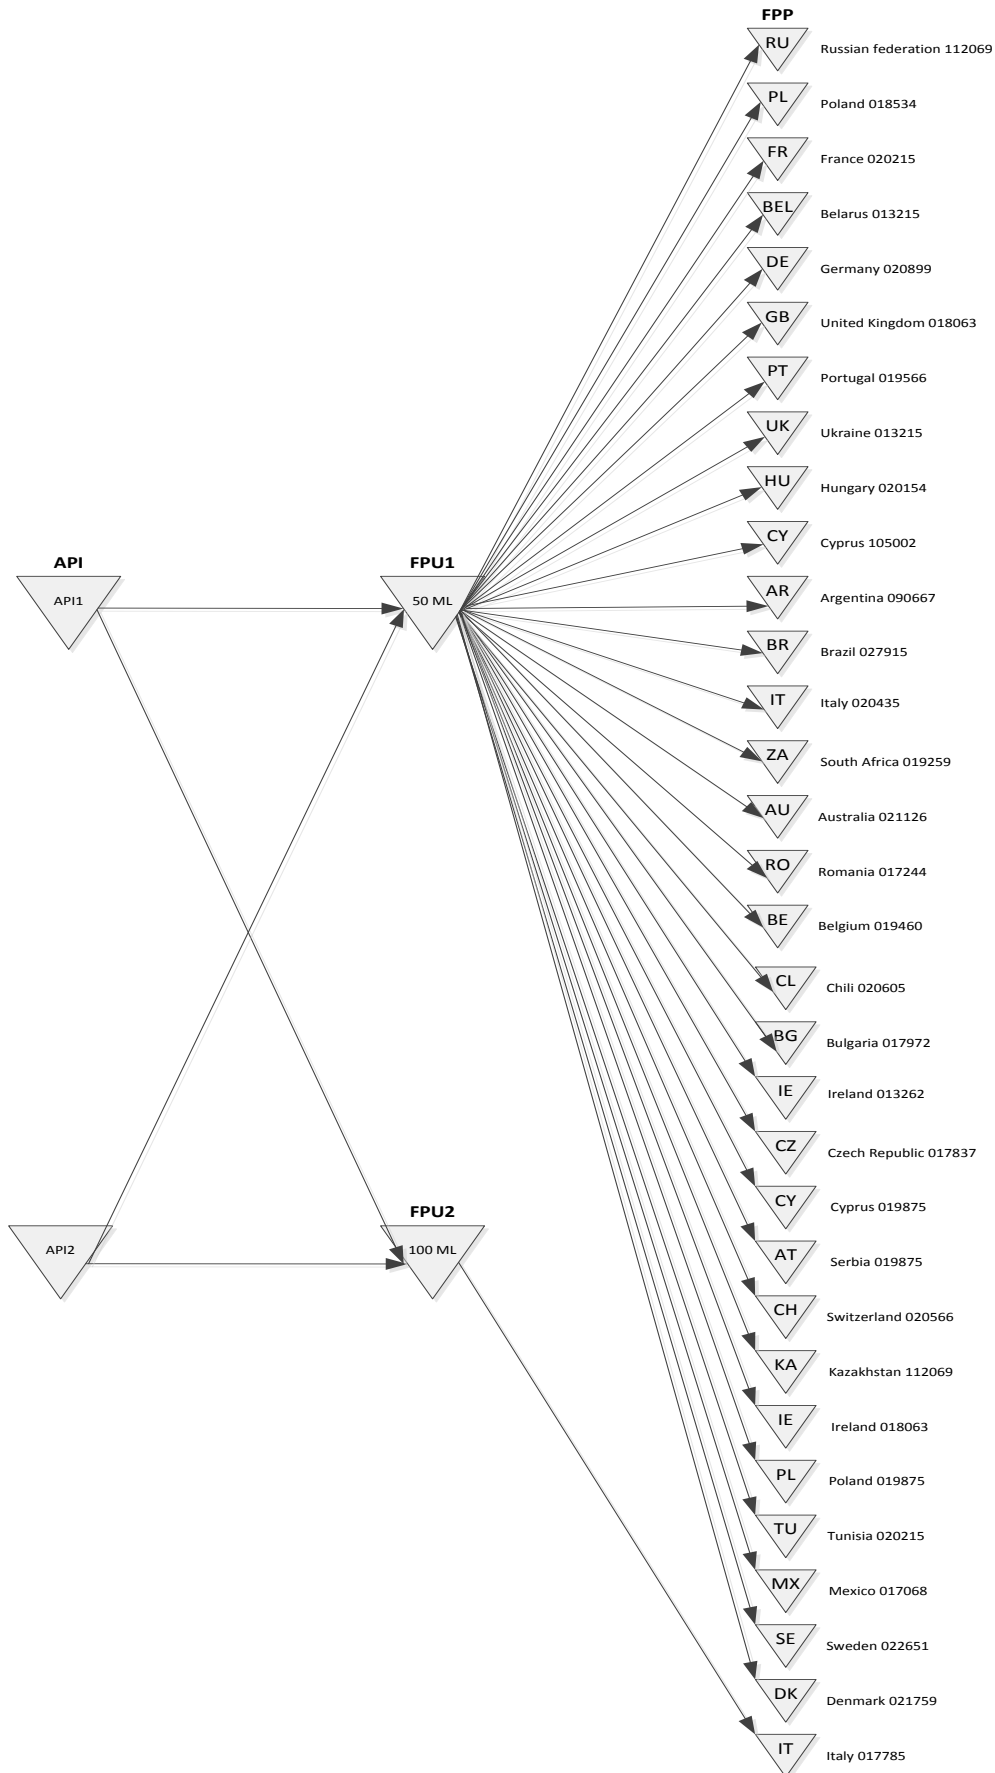 FPP
RU Russian federation 112069
PL Poland 018534
FR France 020215
BEL Belarus 013215
DE Germany 020899
GB United Kingdom 018063
PT Portugal 019566
UK Ukraine 013215
HU Hungary 020154
CY Cyprus 105002
API FPU1
API1 50 ML AR Argentina 090667
BR Brazil 027915
IT Italy 020435
ZA South Africa 019259
AU Australia 021126
RO Romania 017244
BE Belgium 019460
CL Chili 020605
BG Bulgaria 017972
IE Ireland 013262
CZ Czech Republic 017837
CY Cyprus 019875
FPU2
API2 100 ML AT Serbia 019875
CH Switzerland 020566
KA Kazakhstan 112069
IE Ireland 018063
PL Poland 019875
TU Tunisia 020215
MX Mexico 017068
SE Sweden 022651
DK Denmark 021759
IT Italy 017785